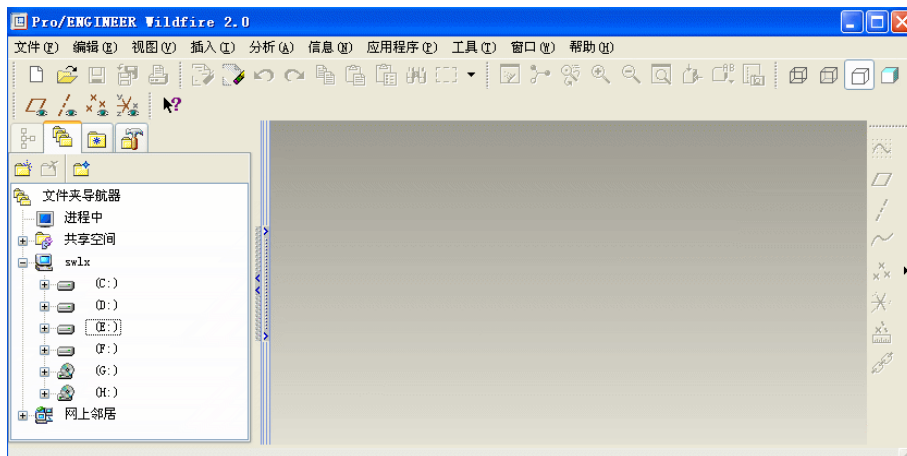 Pro/ENGINEER Wildfire 2.0
文件(F) 编辑(E) 视图(V) 插入(I) 分析(A) 信息(N) 应用程序(P) 工具(T) 窗口(W) 帮助(H)
文件夹导航器
进程中
共享空间
swlx
(C:)
(D:)
(E:)
(F:)
(G:)
(H:)
网上邻居